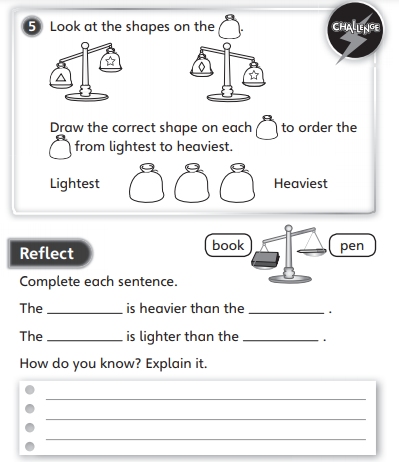 CHALLENGE
5 Look at the shapes on the .
Draw the correct shape on each to order the
from lightest to heaviest.
Lightest Heaviest
Reflect
book pen
Complete each sentence.
The __________ is heavier than the __________ .
The __________ is lighter than the __________ .
How do you know? Explain it.